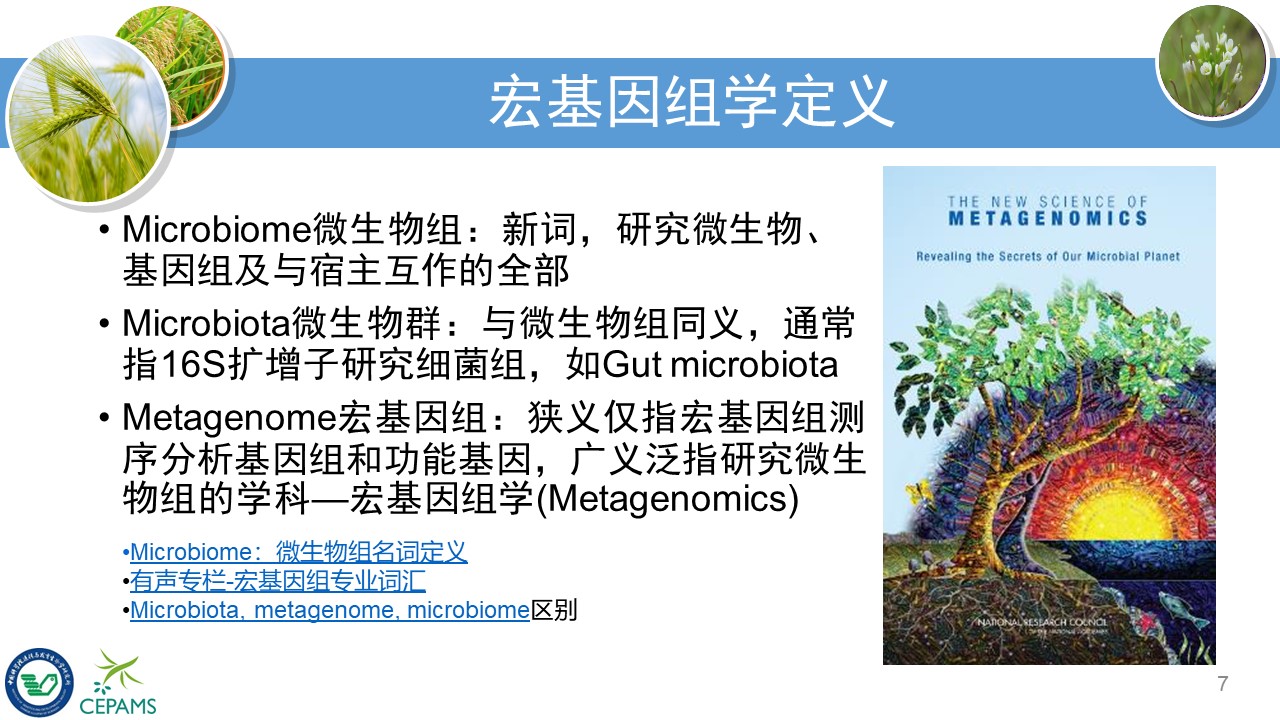 宏基因组学定义
• Microbiome微生物组：新词，研究微生物、
基因组及与宿主互作的全部
• Microbiota微生物群：与微生物组同义，通常
指16S扩增子研究细菌组，如Gut microbiota
• Metagenome宏基因组：狭义仅指宏基因组测
序分析基因组和功能基因，广义泛指研究微生
物组的学科—宏基因组学(Metagenomics)
•Microbiome：微生物组名词定义
•有声专栏-宏基因组专业词汇
•Microbiota, metagenome, microbiome区别
THE NEW SCIENCE OF
METAGENOMICS
Revealing the Secrets of Our Microbial Planet
NATIONAL RESEARCH COUNCIL
OF THE NATIONAL ACADEMIES
CEPAMS
7